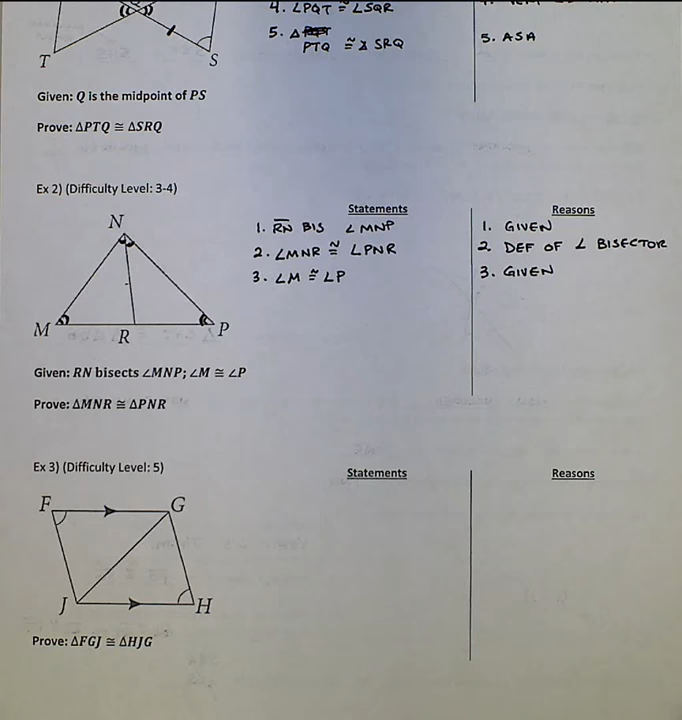 4. ∠PQT ≅ ∠SQR
5. Δ PTQ ≅ Δ SRQ
5. ASA
T
S
Given: Q is the midpoint of PS
Prove: ΔPTQ ≅ ΔSRQ
Ex 2) (Difficulty Level: 3-4)
Statements
Reasons
N
M
R
P
1. RN BIS ∠MNP
1. GIVEN
2. ∠MNR ≅ ∠PNR
2 DEF OF ∠ BISECTOR
3. ∠M ≅ ∠P
3. GIVEN
Given: RN bisects ∠MNP; ∠M ≅ ∠P
Prove: ΔMNR ≅ ΔPNR
Ex 3) (Difficulty Level: 5)
Statements
Reasons
F
G
J
H
Prove: ΔFGJ ≅ ΔHJG